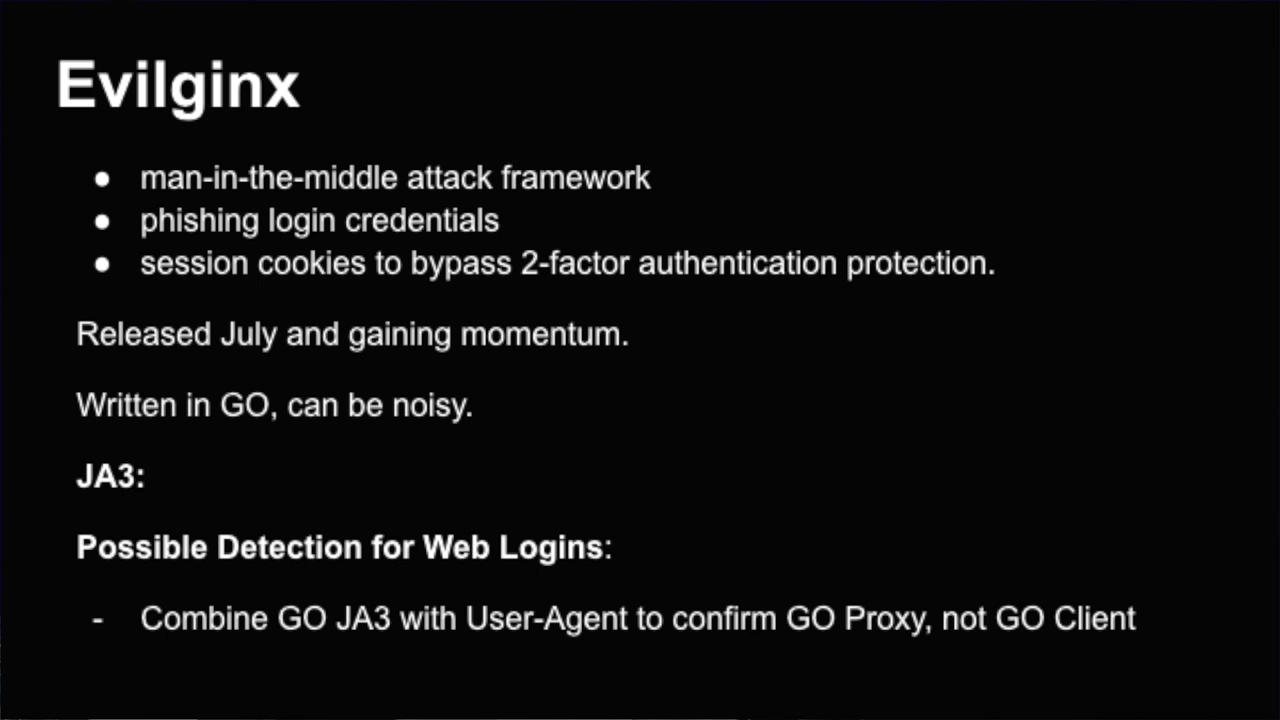 Evilginx
● man-in-the-middle attack framework
● phishing login credentials
● session cookies to bypass 2-factor authentication protection.
Released July and gaining momentum.
Written in GO, can be noisy.
JA3:
Possible Detection for Web Logins:
- Combine GO JA3 with User-Agent to confirm GO Proxy, not GO Client